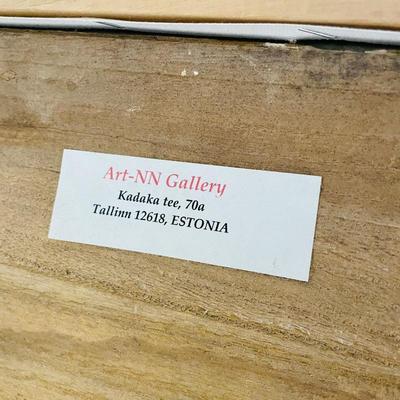 Art-NN Gallery
Kadaka tee, 70a
Tallinn 12618, ESTONIA